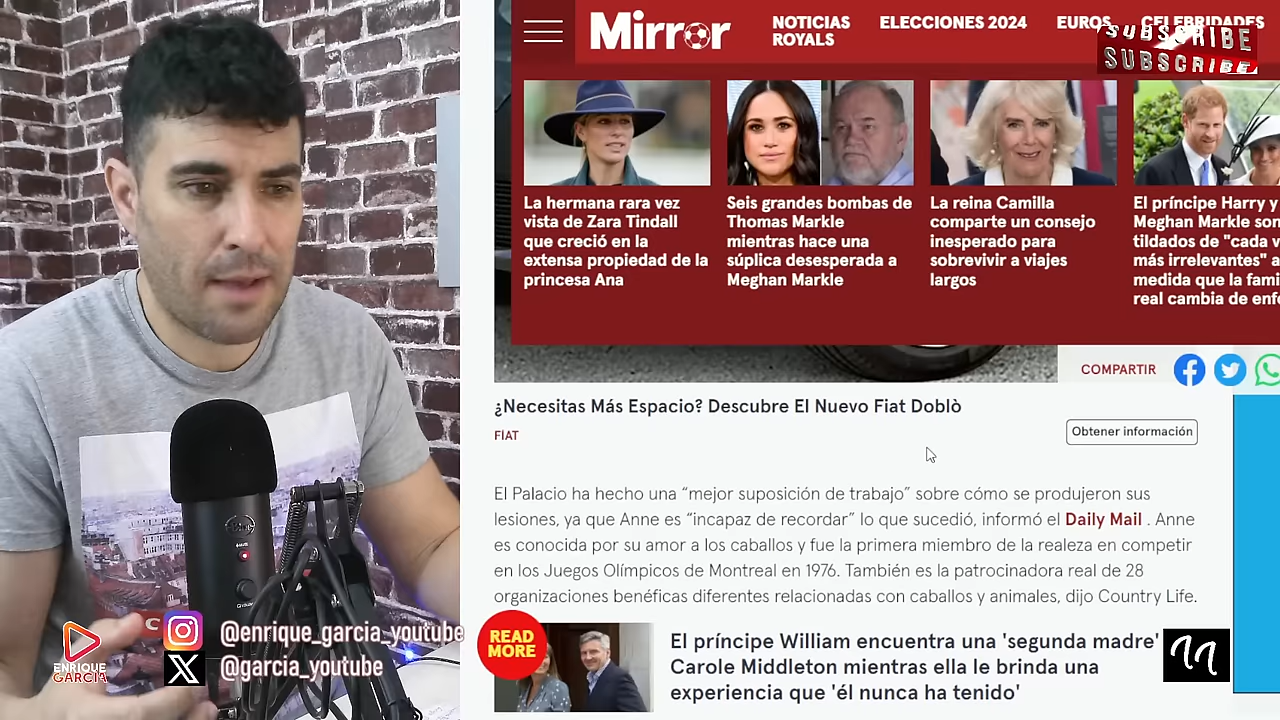 Mirror
NOTICIAS
ROYALS
ELECCIONES 2024
EUROS
CELEBRIDADES
SUBSCRIBE
SUBSCRIBE
La hermana rara vez
vista de Zara Tindall
que creció en la
extensa propiedad de la
princesa Ana
Seis grandes bombas de
Thomas Markle
mientras hace una
súplica desesperada a
Meghan Markle
La reina Camilla
comparte un consejo
inesperado para
sobrevivir a viajes
largos
El príncipe Harry y
Meghan Markle son
tildados de "cada v
más irrelevantes" a
medida que la fami
real cambia de enfo
COMPARTIR
¿Necesitas Más Espacio? Descubre El Nuevo Fiat Doblò
FIAT
Obtener información
El Palacio ha hecho una “mejor suposición de trabajo” sobre cómo se produjeron sus
lesiones, ya que Anne es “incapaz de recordar” lo que sucedió, informó el Daily Mail . Anne
es conocida por su amor a los caballos y fue la primera miembro de la realeza en competir
en los Juegos Olímpicos de Montreal en 1976. También es la patrocinadora real de 28
organizaciones benéficas diferentes relacionadas con caballos y animales, dijo Country Life.
READ
MORE
El príncipe William encuentra una 'segunda madre'
Carole Middleton mientras ella le brinda una
experiencia que 'él nunca ha tenido'
ENRIQUE
GARCIA
@enrique_garcia_youtube
@garcia_youtube